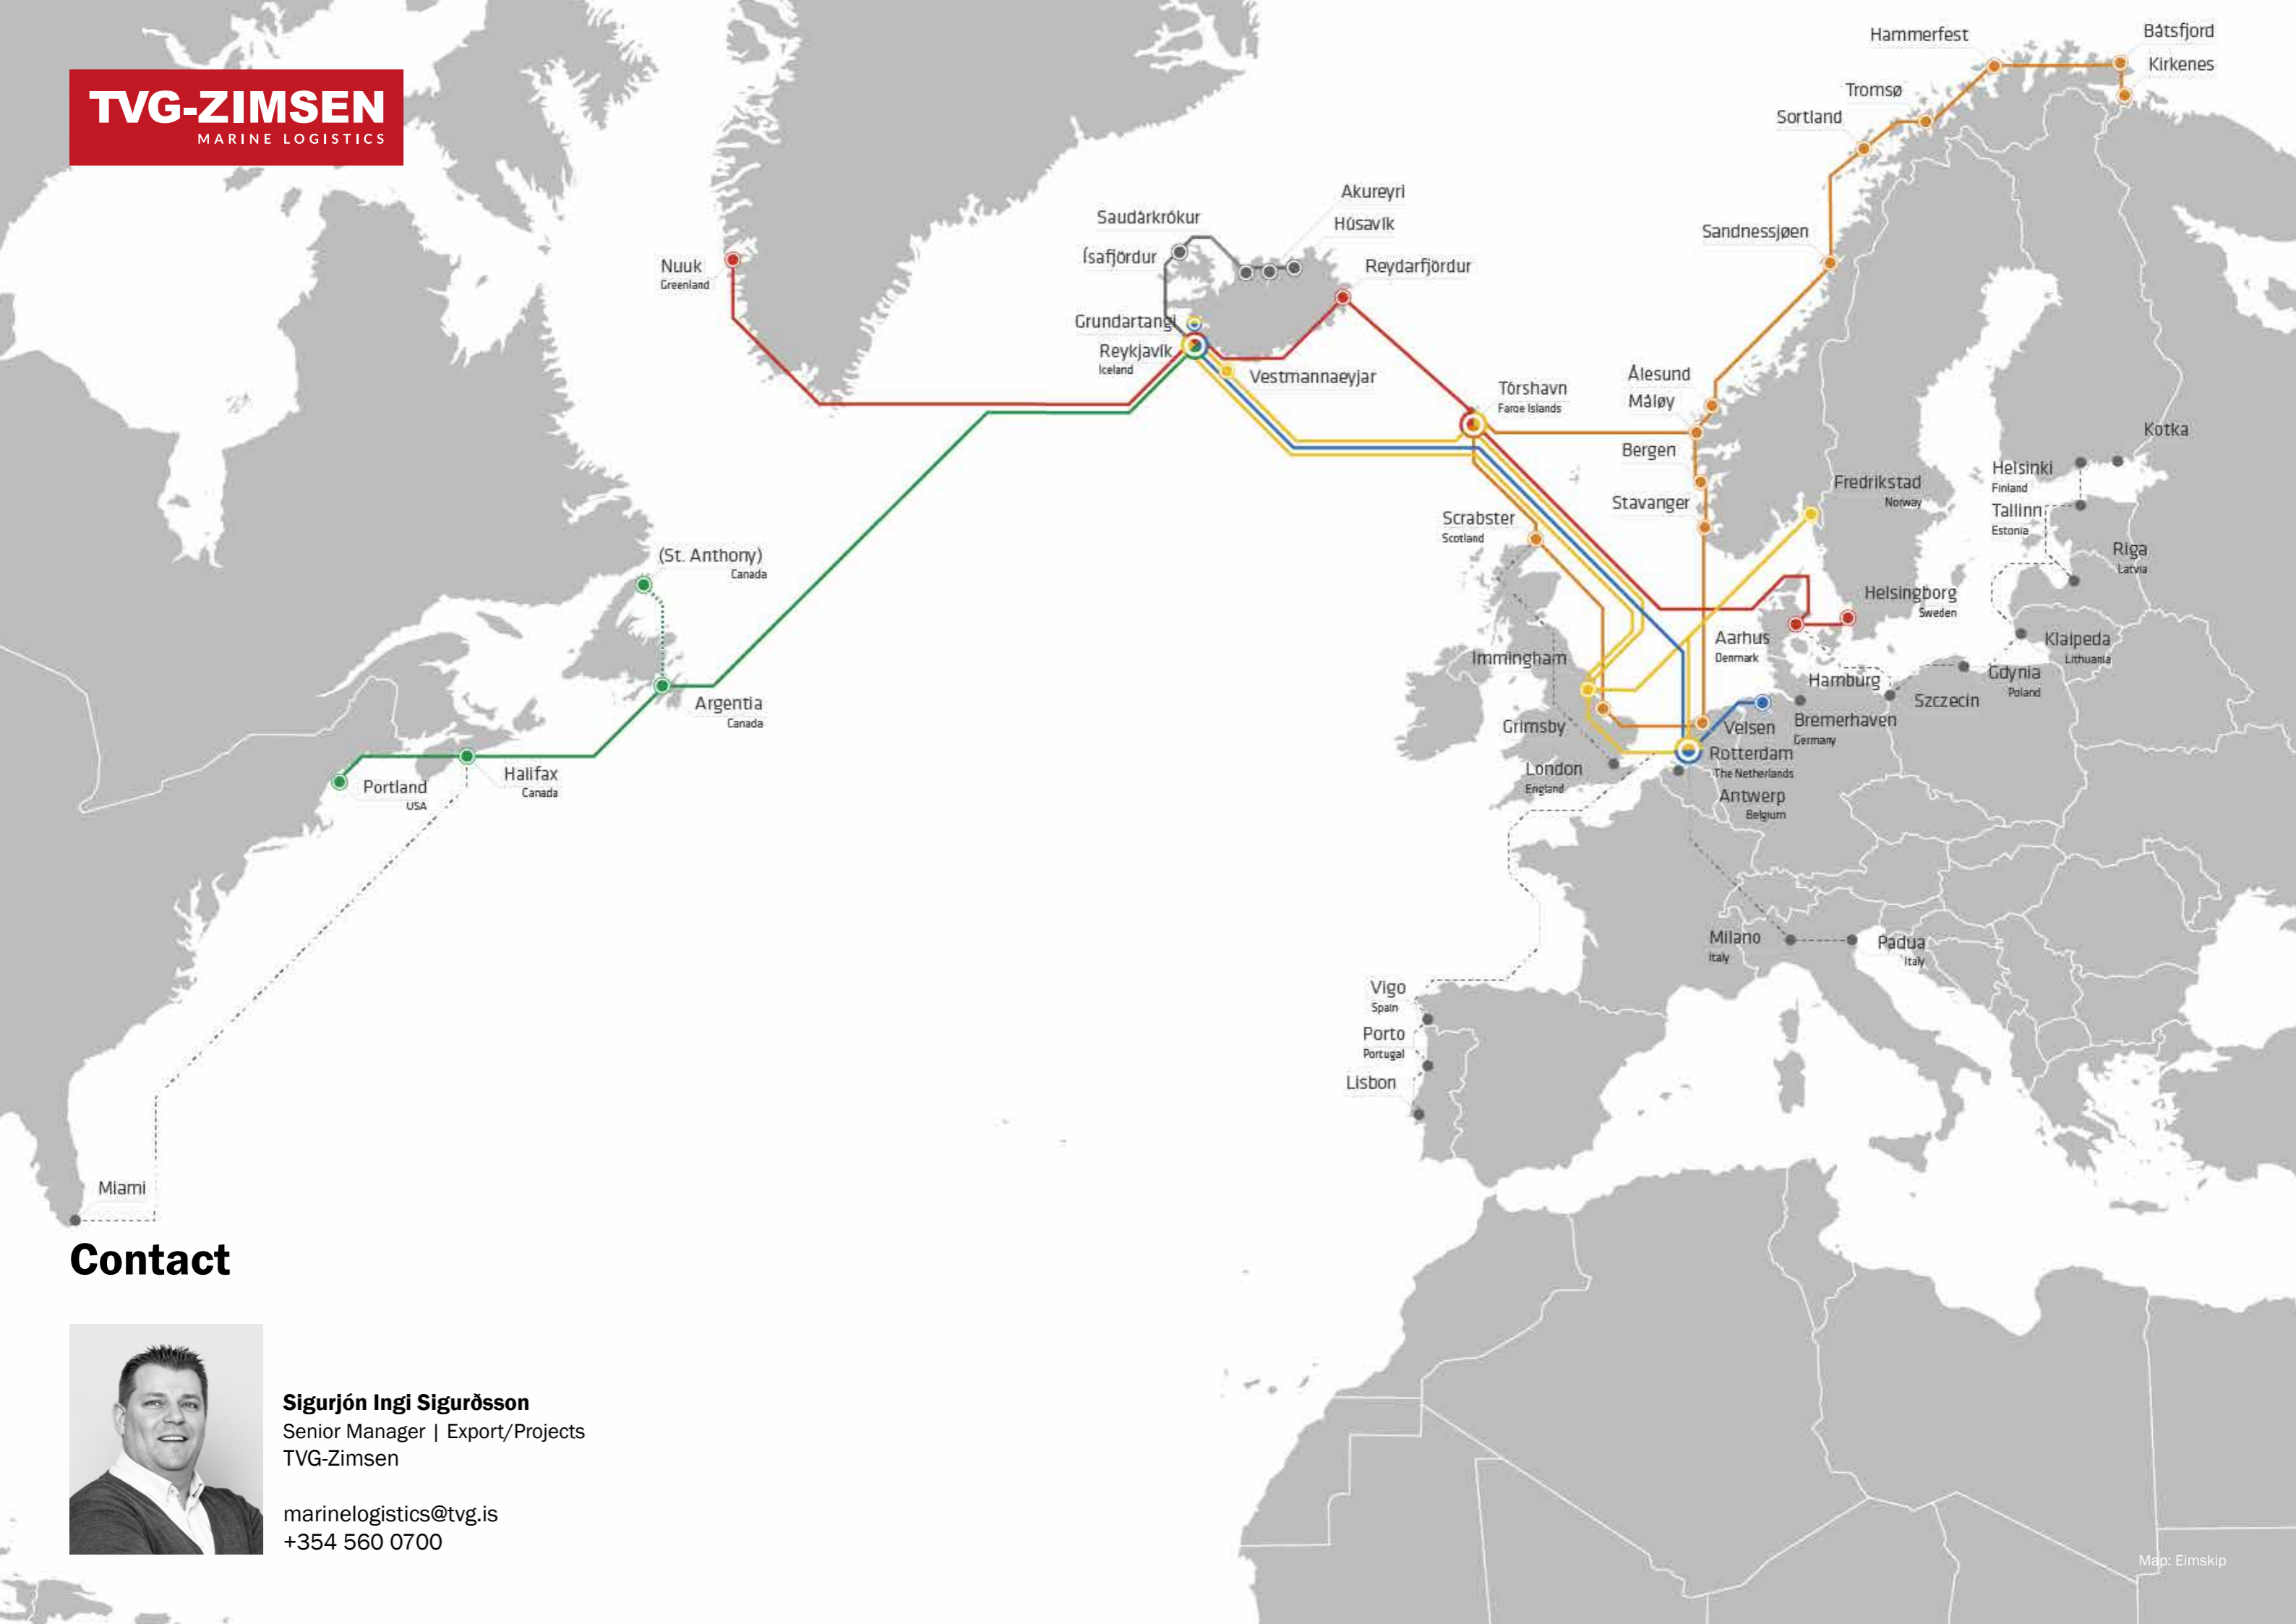 TVG-ZIMSEN
MARINE LOGISTICS
Hammerfest
Båtsfjord
Kirkenes
Tromsø
Sortland
Sandnessjøen
Akureyri
Saudárkrókur
Húsavík
Ísafjördur
Reydarfjördur
Nuuk
Greenland
Grundartangi
Reykjavík
Iceland
Vestmannaeyjar
Tórshavn
Faroe Islands
Ålesund
Måløy
Bergen
Stavanger
Fredrikstad
Norway
Kotka
Helsinki
Finland
Tallinn
Estonia
Riga
Latvia
Scrabster
Scotland
Helsingborg
Sweden
(St. Anthony)
Canada
Aarhus
Denmark
Klaipeda
Lithuania
Immingham
Hamburg
Gdynia
Poland
Szczecin
Argentia
Canada
Grimsby
Velsen
Bremerhaven
Germany
Rotterdam
The Netherlands
London
England
Antwerp
Belgium
Halifax
Canada
Portland
USA
Milano
Italy
Padua
Italy
Vigo
Spain
Porto
Portugal
Lisbon
Miami
Contact
Sigurjón Ingi Sigurðsson
Senior Manager | Export/Projects
TVG-Zimsen
marinelogistics@tvg.is
+354 560 0700
Map: Eimskip